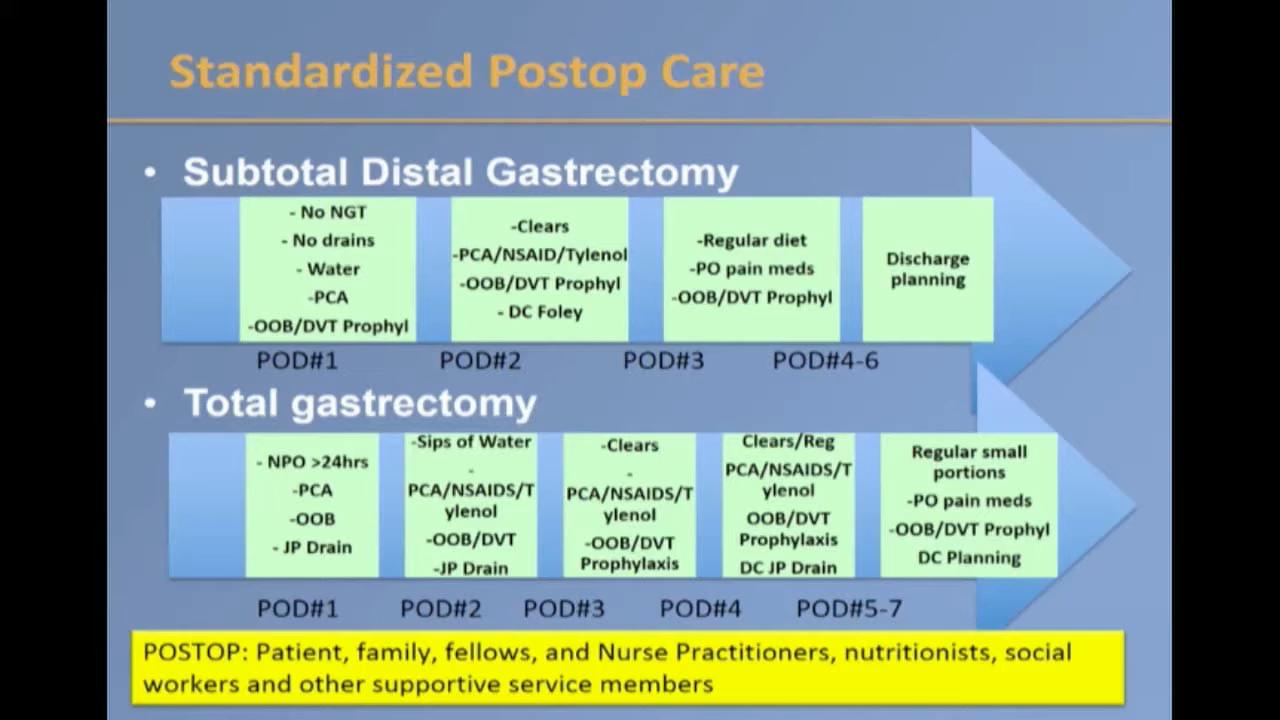 Standardized Postop Care
• Subtotal Distal Gastrectomy
- No NGT
- No drains
- Water
-PCA
-OOB/DVT Prophyl
-Clears
-PCA/NSAID/Tylenol
-OOB/DVT Prophyl
- DC Foley
-Regular diet
-PO pain meds
-OOB/DVT Prophyl
Discharge
planning
POD#1 POD#2 POD#3 POD#4-6
• Total gastrectomy
- NPO >24hrs
-PCA
-OOB
- JP Drain
-Sips of Water
-
PCA/NSAIDS/T
ylenol
-OOB/DVT
-JP Drain
-Clears
-
PCA/NSAIDS/T
ylenol
-OOB/DVT
Prophylaxis
Clears/Reg
PCA/NSAIDS/T
ylenol
OOB/DVT
Prophylaxis
DC JP Drain
Regular small
portions
-PO pain meds
-OOB/DVT Prophyl
DC Planning
POD#1 POD#2 POD#3 POD#4 POD#5-7
POSTOP: Patient, family, fellows, and Nurse Practitioners, nutritionists, social
workers and other supportive service members